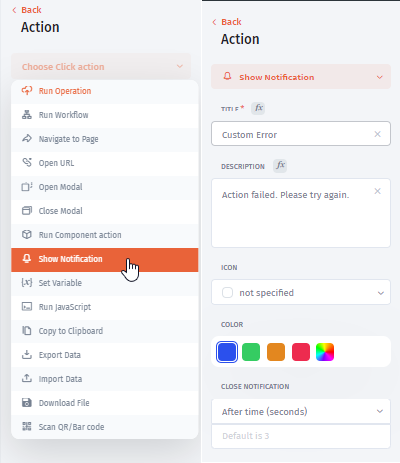 Back
Action
Choose Click action
Run Operation
Run Workflow
Navigate to Page
Open URL
Open Modal
Close Modal
Run Component action
Show Notification
Set Variable
Run JavaScript
Copy to Clipboard
Export Data
Import Data
Download File
Scan QR/Bar code
Back
Action
Show Notification
TITLE* fx
Custom Error
DESCRIPTION fx
Action failed. Please try again.
ICON
not specified
COLOR
CLOSE NOTIFICATION
After time (seconds)
Default is 3